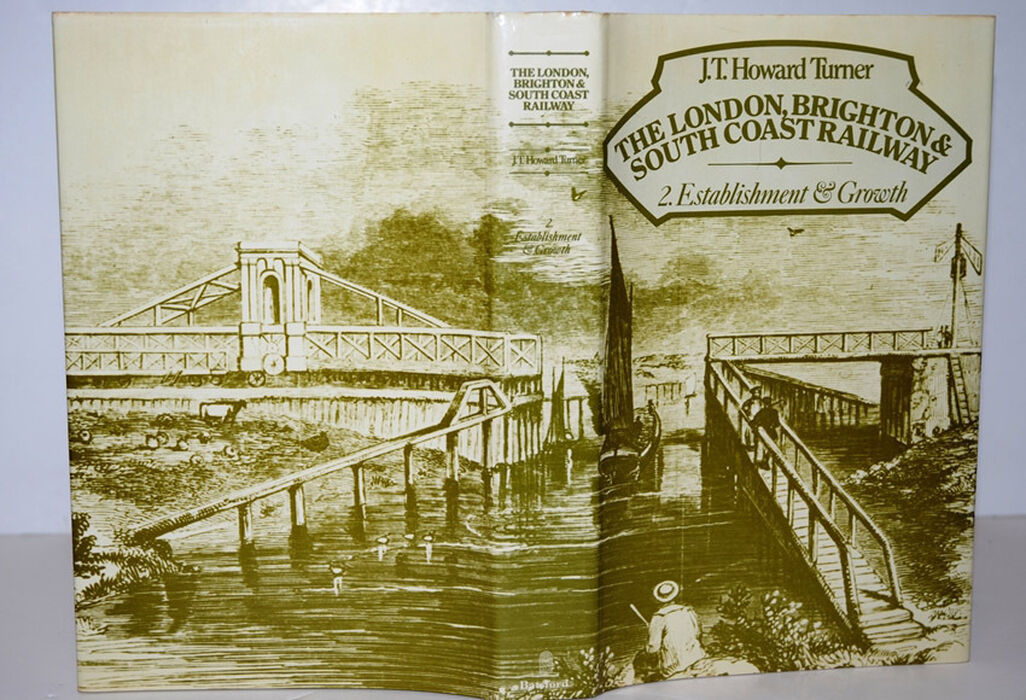 THE LONDON,
BRIGHTON &
SOUTH COAST
RAILWAY
J.T. Howard Turner
2.
Establishment
& Growth
Batsford
J.T. Howard Turner
THE LONDON, BRIGHTON &
SOUTH COAST RAILWAY
2. Establishment & Growth